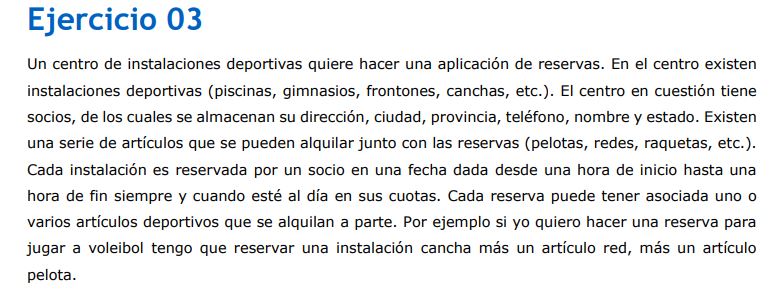 Ejercicio 03
Un centro de instalaciones deportivas quiere hacer una aplicación de reservas. En el centro existen
instalaciones deportivas (piscinas, gimnasios, frontones, canchas, etc.). El centro en cuestión tiene
socios, de los cuales se almacenan su dirección, ciudad, provincia, teléfono, nombre y estado. Existen
una serie de artículos que se pueden alquilar junto con las reservas (pelotas, redes, raquetas, etc.).
Cada instalación es reservada por un socio en una fecha dada desde una hora de inicio hasta una
hora de fin siempre y cuando esté al día en sus cuotas. Cada reserva puede tener asociada uno o
varios artículos deportivos que se alquilan a parte. Por ejemplo si yo quiero hacer una reserva para
jugar a voleibol tengo que reservar una instalación cancha más un artículo red, más un artículo
pelota.